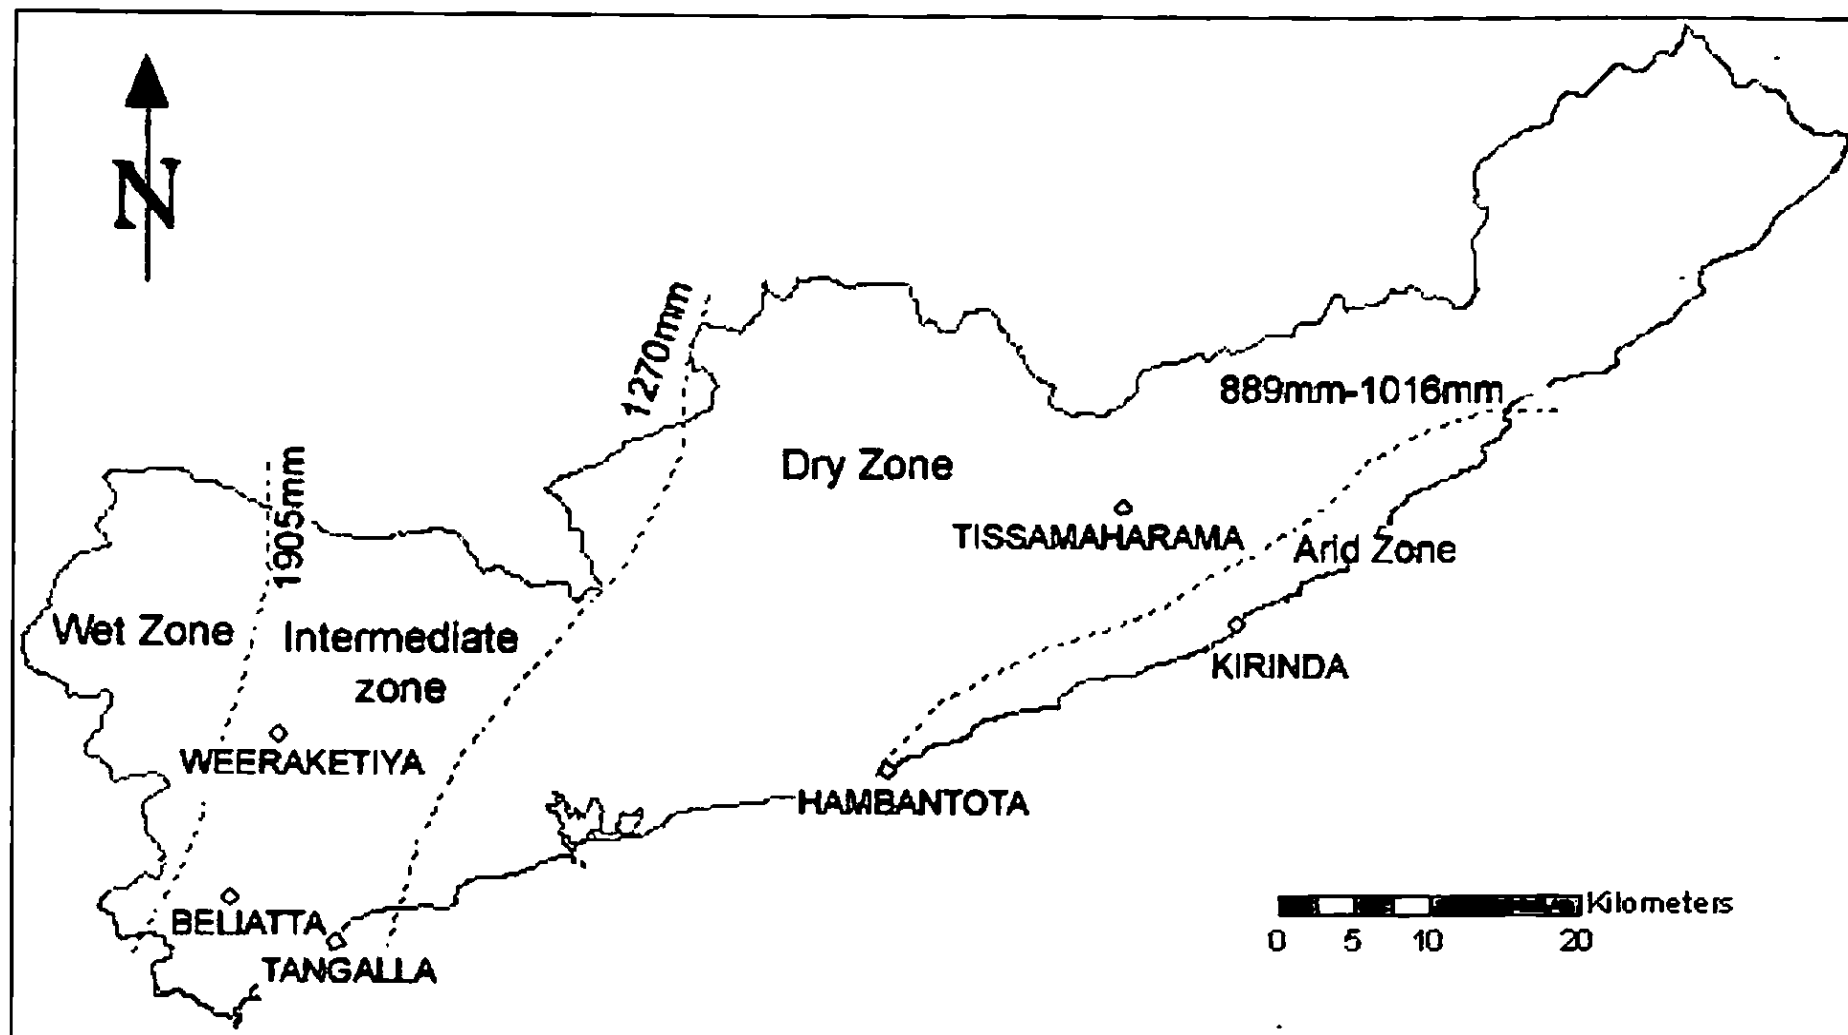 N
1270mm
889mm-1016mm
1905mm
Dry Zone
TISSAMAHARAMA
Arid Zone
Wet Zone
Intermediate
zone
KIRINDA
WEERAKETIYA
HAMBANTOTA
BELIATTA
TANGALLA
Kilometers
0 5 10 20